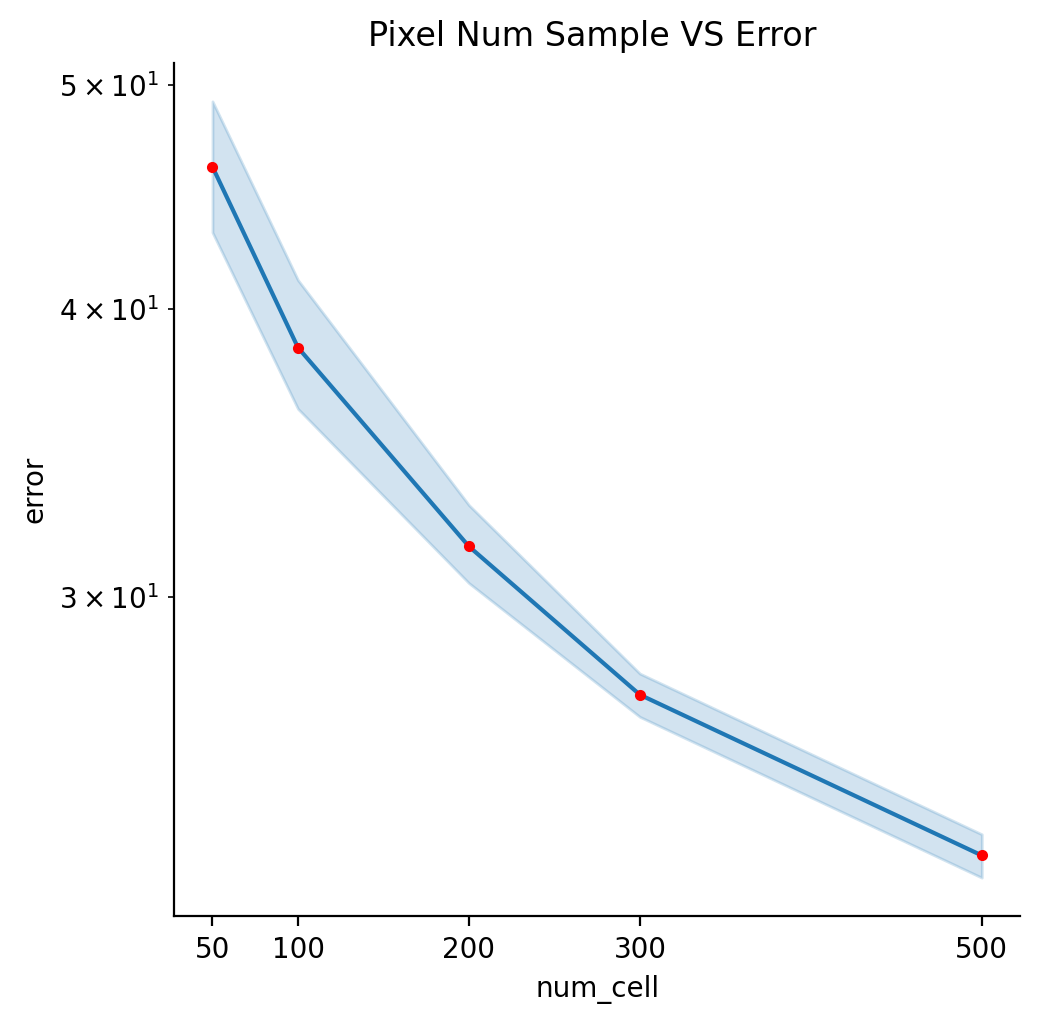 Pixel Num Sample VS Error
5 × 10¹
4 × 10¹
3 × 10¹
error
50 100 200 300 500
num_cell